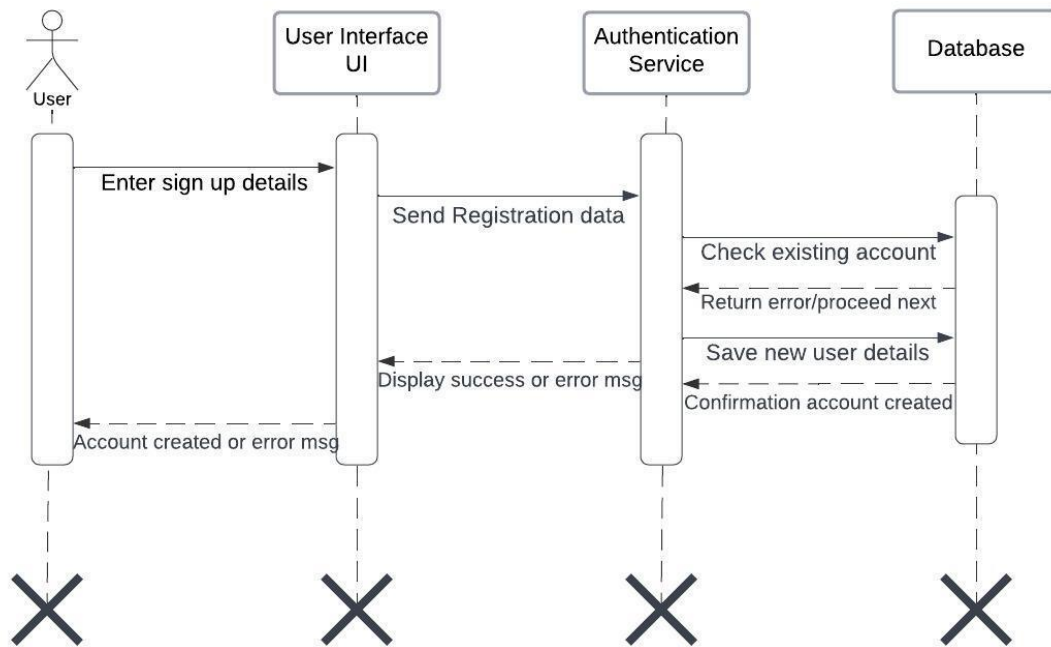 User Interface
UI
Authentication
Service
Database
User
Enter sign up details
Send Registration data
Check existing account
Return error/proceed next
Save new user details
Display success or error msg
Confirmation account created
Account created or error msg